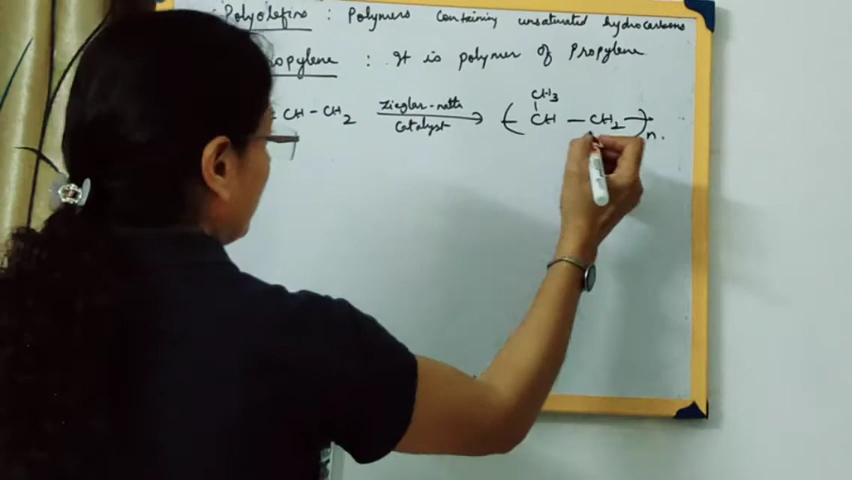 Polyolefins : Polymers containing unsaturated hydrocarbons
opylene : It is polymer of Propylene
CH3
CH - CH2 Ziegler-natta ( CH - CH2 )n.
Catalyst